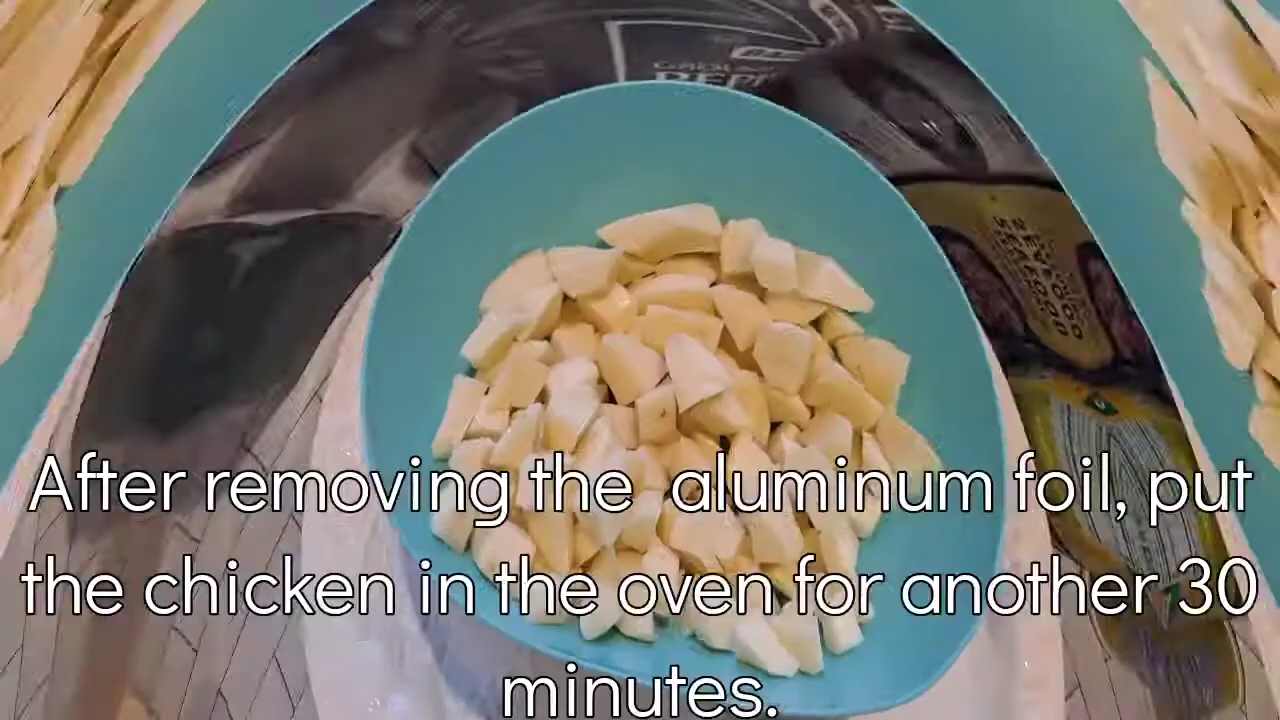 After removing the aluminum foil, put
the chicken in the oven for another 30
minutes.